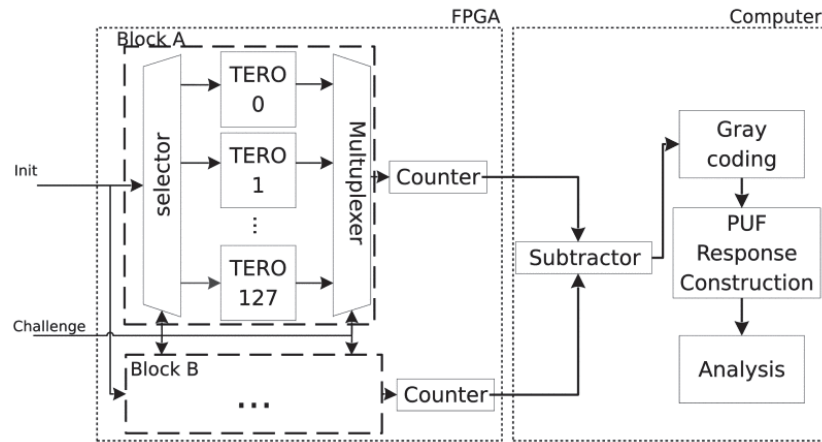 FPGA
Computer
Block A
TERO
0
selector
TERO
1
...
TERO
127
Multuplexer
Init
Challenge
Counter
Block B
...
Counter
Subtractor
Gray
coding
PUF
Response
Construction
Analysis